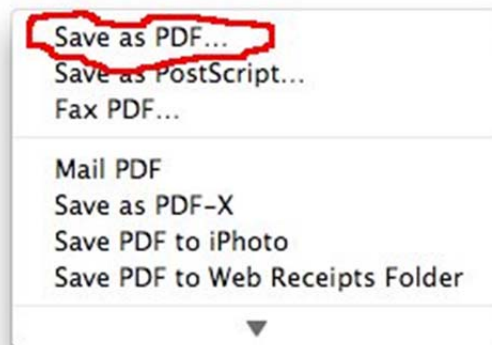 Save as PDF...
Save as PostScript...
Fax PDF...
Mail PDF
Save as PDF-X
Save PDF to iPhoto
Save PDF to Web Receipts Folder